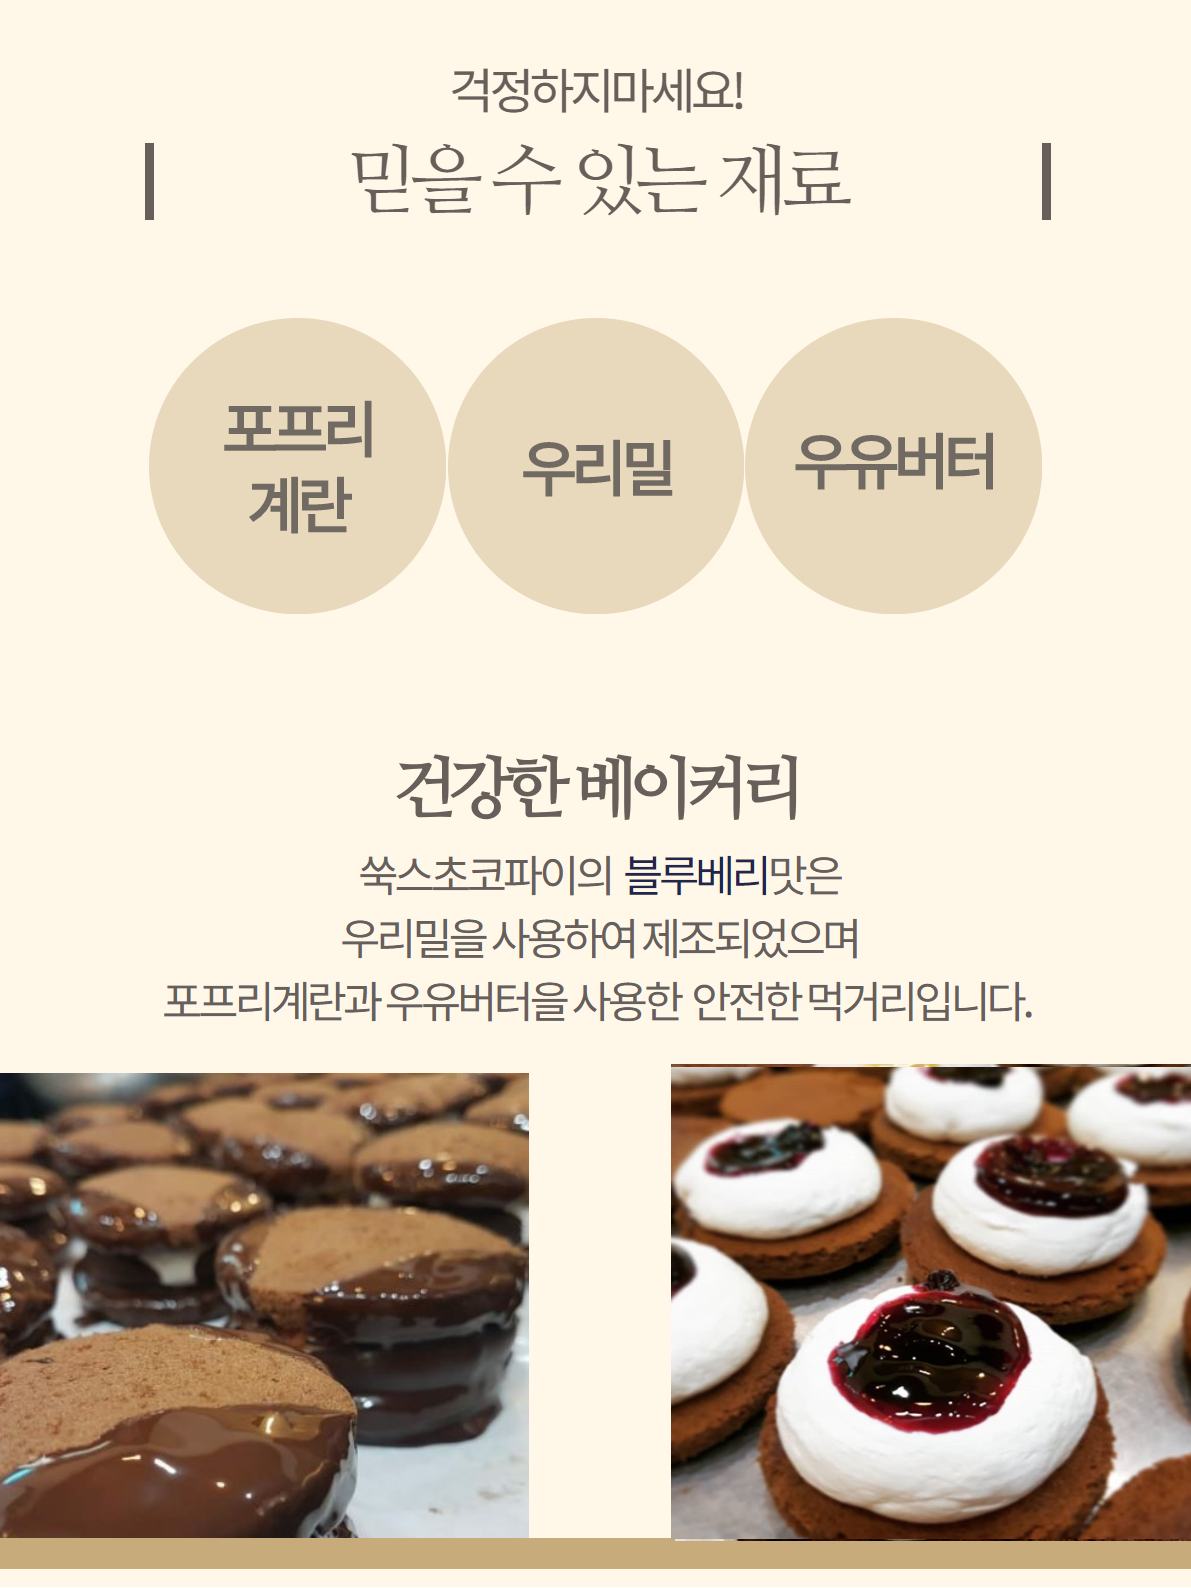 걱정하지마세요!
믿을 수 있는 재료
포프리
계란
우리밀
우유버터
건강한 베이커리
쑥스초코파이의 블루베리맛은
우리밀을 사용하여 제조되었으며
포프리계란과 우유버터을 사용한 안전한 먹거리입니다.